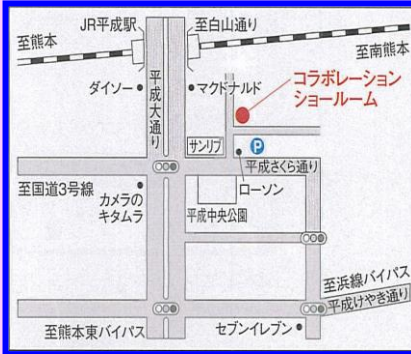 JR平成駅
至白山通り
至熊本
至南熊本
ダイソー
マクドナルド
コラボレーション
ショールーム
平成大通り
サンリブ
P
平成さくら通り
至国道3号線
カメラの
キタムラ
ローソン
平成中央公園
至浜線バイパス
平成けやき通り
至熊本東バイパス
セブンイレブン